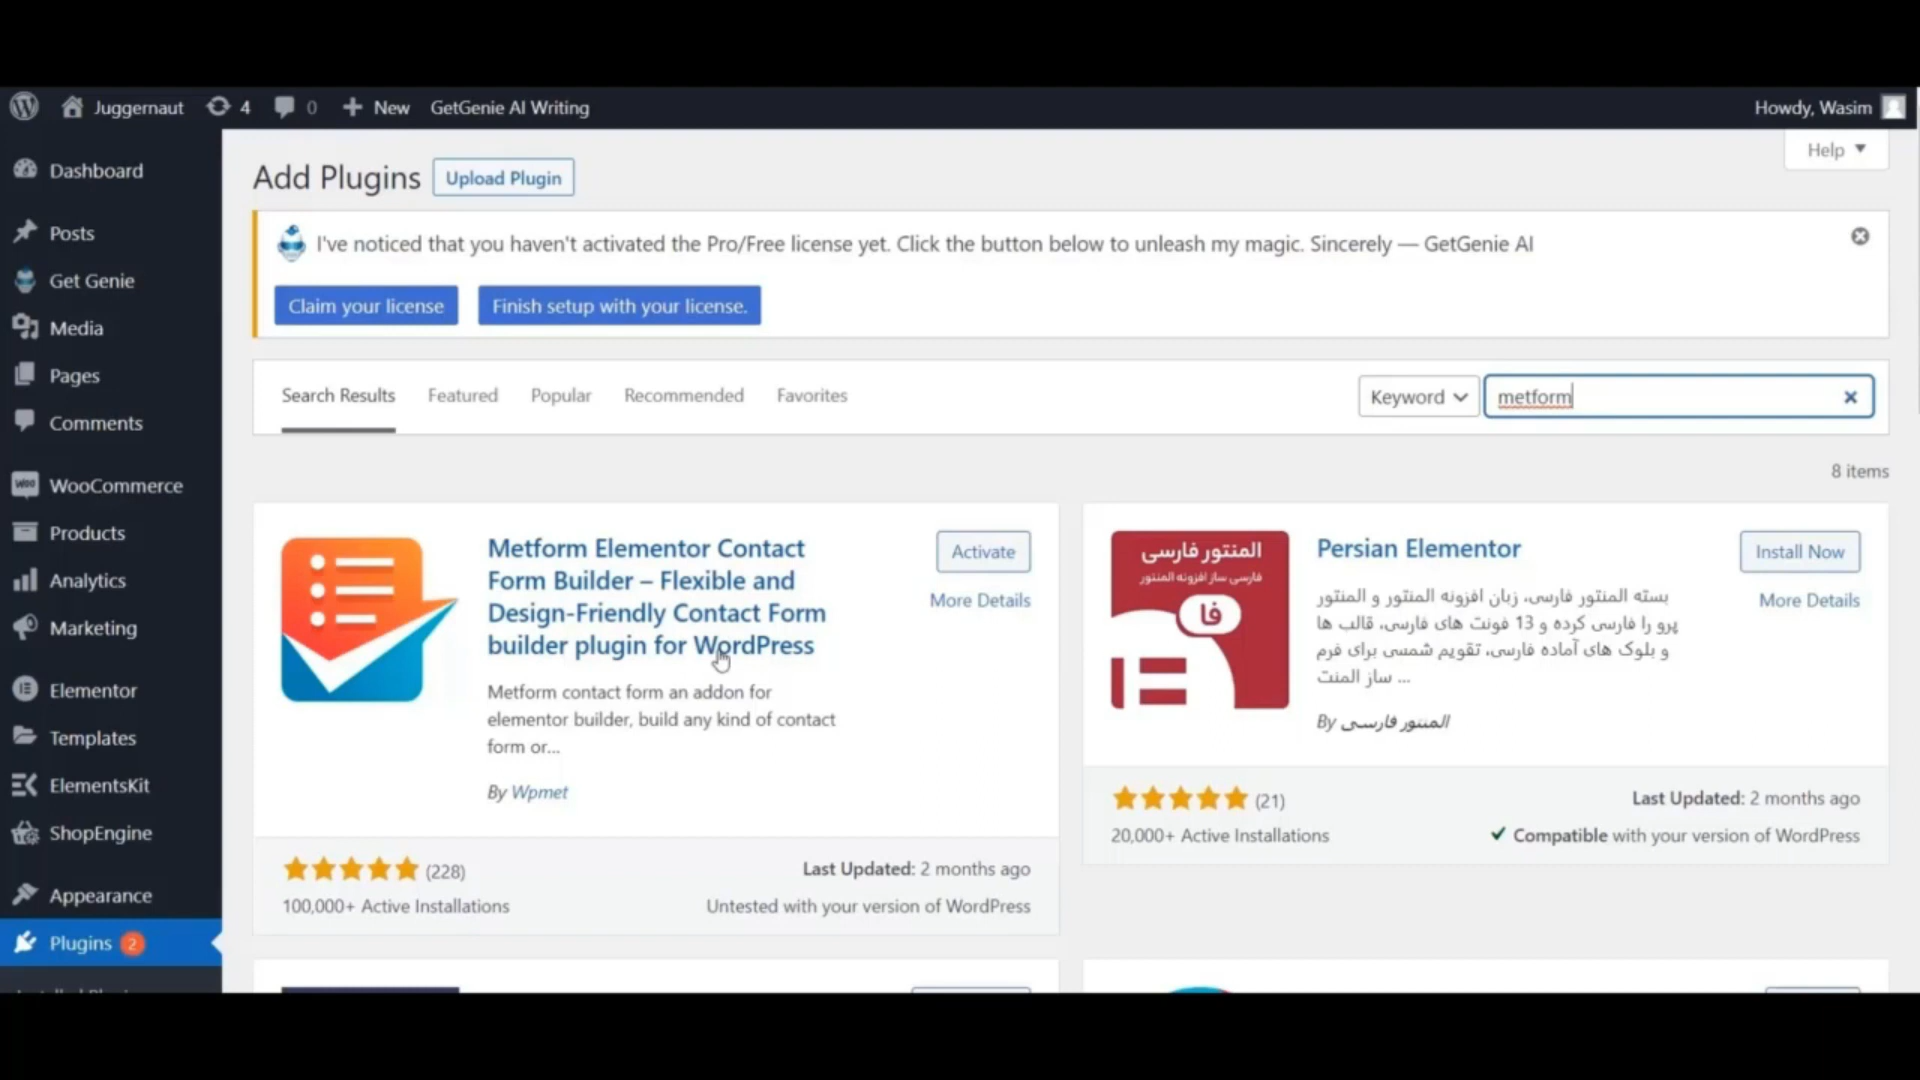 Juggernaut 4 0 New GetGenie AI Writing Howdy, Wasim
Help
Dashboard
Posts
Get Genie
Media
Pages
Comments
WooCommerce
Products
Analytics
Marketing
Elementor
Templates
ElementsKit
ShopEngine
Appearance
Plugins 2
Add Plugins Upload Plugin
I've noticed that you haven't activated the Pro/Free license yet. Click the button below to unleash my magic. Sincerely — GetGenie AI
Claim your license Finish setup with your license.
Search Results Featured Popular Recommended Favorites Keyword metform
8 items
Metform Elementor Contact
Form Builder – Flexible and
Design-Friendly Contact Form
builder plugin for WordPress
Activate
More Details
Metform contact form an addon for
elementor builder, build any kind of contact
form or...
By Wpmet
(228)
Last Updated: 2 months ago
100,000+ Active Installations
Untested with your version of WordPress
المنتور فارسی
فارسی ساز افزونه المنتور
فا
Persian Elementor
Install Now
More Details
بسته المنتور فارسی، زبان افزونه المنتور و المنتور
پرو را فارسی کرده و 13 فونت های فارسی، قالب ها
و بلوک های آماده فارسی، تقویم شمسی برای فرم
ساز المنت ...
By المنتور فارسی
(21)
Last Updated: 2 months ago
20,000+ Active Installations
Compatible with your version of WordPress